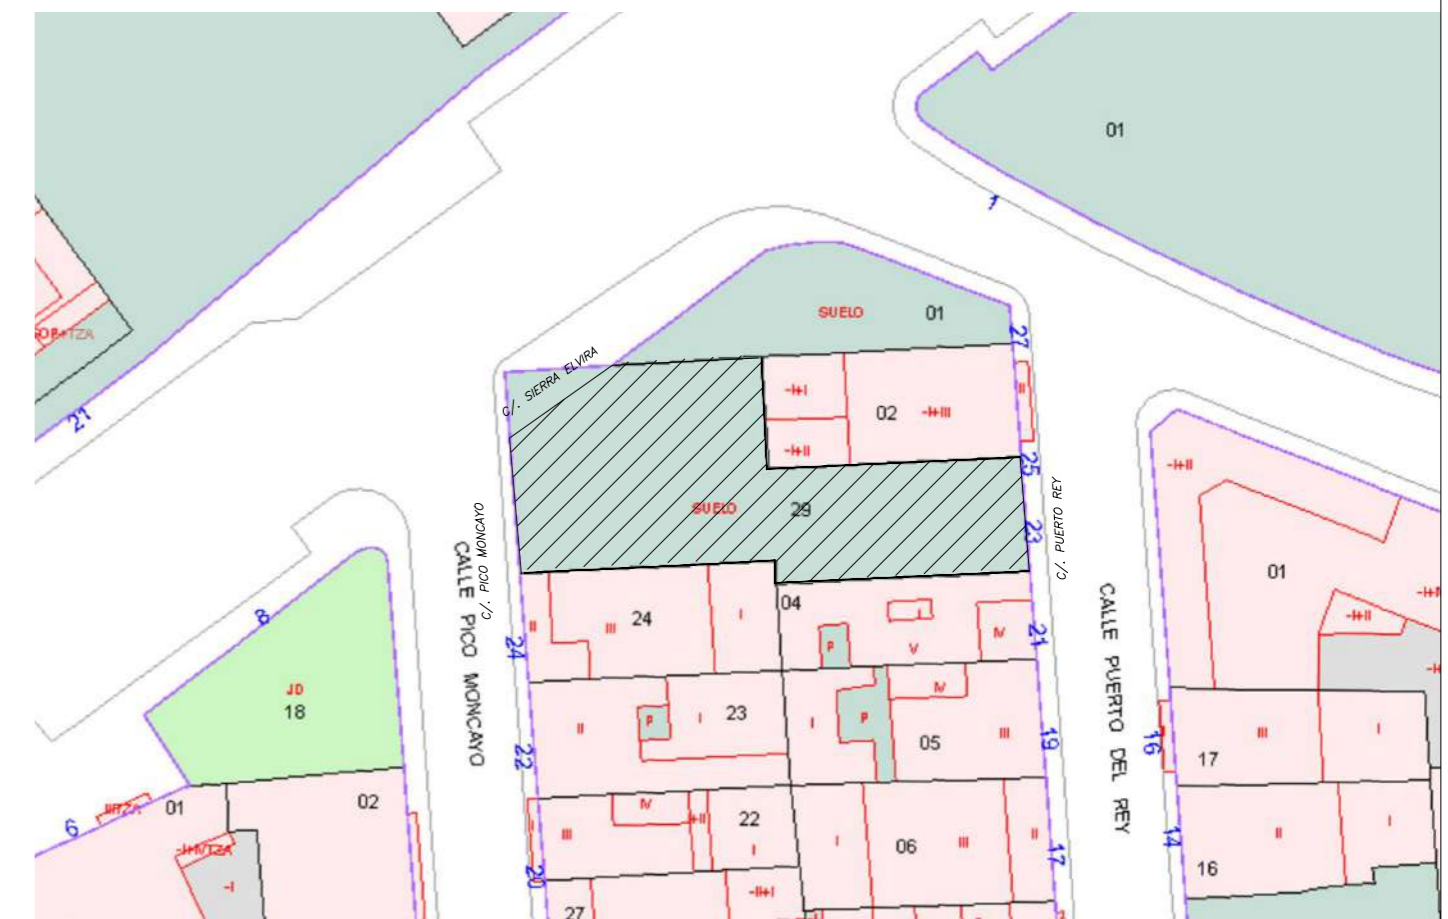 01
1
SUELO 01
27
21
C/. SIERRA ELVIRA
-I+I
II
02 -I+III
-I+II
25
-I+II
SUELO 29
23
C/. PUERTO REY
C/. PICO MONCAYO
CALLE PICO MONCAYO
01
-I+II
CALLE PUERTO DEL REY
8
04
24
II III 24 I
IV
P
V
21
JD
18
IV
P
II I 23 I P
05 III
19
22
16
17 III I
01
02
6
-I+IV+TZA
-I
IV
III +II 22 I
I 06 III II
14
II I
16
17
20
27 -II+I